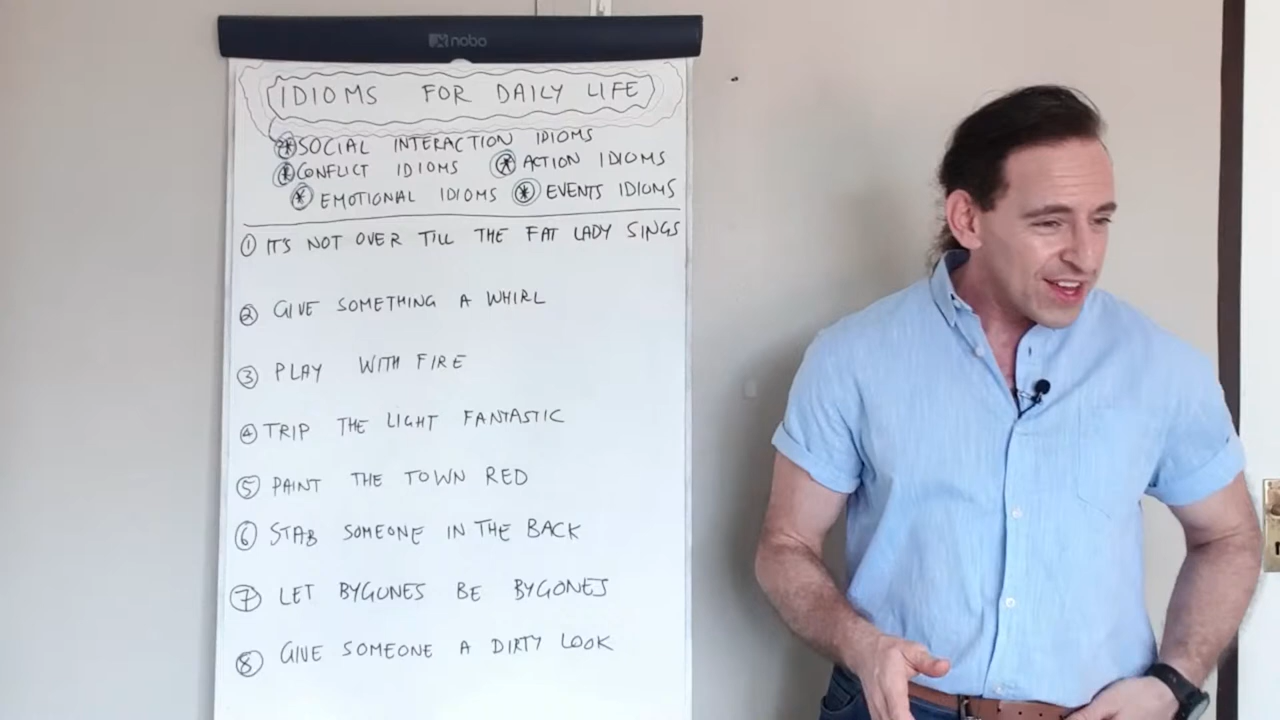 nobo
IDIOMS FOR DAILY LIFE
* SOCIAL INTERACTION IDIOMS
* CONFLICT IDIOMS * ACTION IDIOMS
* EMOTIONAL IDIOMS * EVENTS IDIOMS
① IT'S NOT OVER TILL THE FAT LADY SINGS
② GIVE SOMETHING A WHIRL
③ PLAY WITH FIRE
④ TRIP THE LIGHT FANTASTIC
⑤ PAINT THE TOWN RED
⑥ STAB SOMEONE IN THE BACK
⑦ LET BYGONES BE BYGONES
⑧ GIVE SOMEONE A DIRTY LOOK